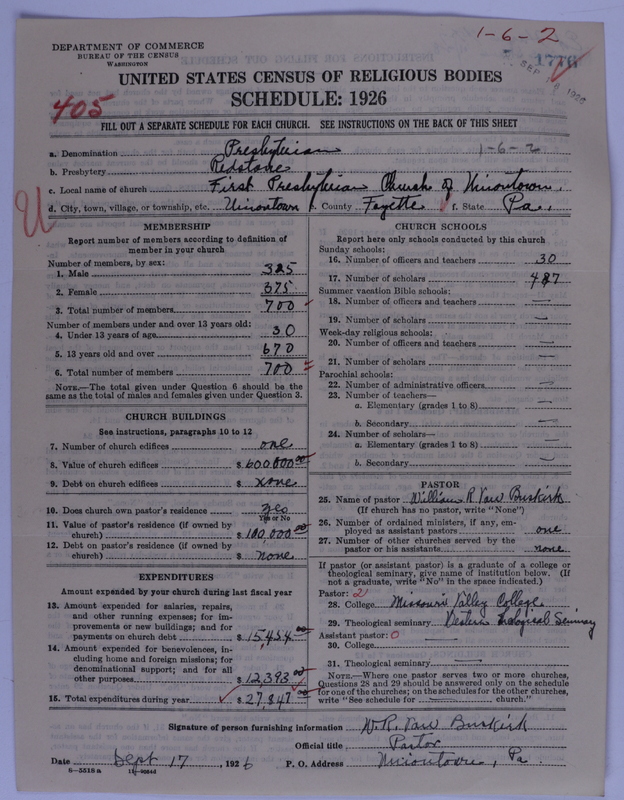 1-6-2
DEPARTMENT OF COMMERCE
BUREAU OF THE CENSUS
WASHINGTON
1776
SEP 1926
UNITED STATES CENSUS OF RELIGIOUS BODIES
SCHEDULE: 1926
405
FILL OUT A SEPARATE SCHEDULE FOR EACH CHURCH. SEE INSTRUCTIONS ON THE BACK OF THIS SHEET
a. Denomination Presbyterian 1-6-2
b. Presbytery Redstone
c. Local name of church First Presbyterian Church of Uniontown,
d. City, town, village, or township, etc. Uniontown e. County Fayette f. State Pa.
U
MEMBERSHIP
Report number of members according to definition of
member in your church
Number of members, by sex:
1. Male 325
2. Female 375
3. Total number of members 700
Number of members under and over 13 years old:
4. Under 13 years of age 30
5. 13 years old and over 670
6. Total number of members 700
NOTE.—The total given under Question 6 should be the
same as the total of males and females given under Question 3.
CHURCH BUILDINGS
See instructions, paragraphs 10 to 12
7. Number of church edifices one
8. Value of church edifices $ 600,000 00
9. Debt on church edifices $ none
10. Does church own pastor's residence yes
Yes or No
11. Value of pastor's residence (if owned by
church) $ 100,000 00
12. Debt on pastor's residence (if owned by
church) $ none
EXPENDITURES
Amount expended by your church during last fiscal year
13. Amount expended for salaries, repairs,
and other running expenses; for im-
provements or new buildings; and for
payments on church debt $ 15,454 00
14. Amount expended for benevolences, in-
cluding home and foreign missions; for
denominational support; and for all
other purposes $ 12,393 00
15. Total expenditures during year $ 27,847 00
CHURCH SCHOOLS
Report here only schools conducted by this church
Sunday schools:
16. Number of officers and teachers 30
17. Number of scholars 487
Summer vacation Bible schools:
18. Number of officers and teachers —
19. Number of scholars —
Week-day religious schools:
20. Number of officers and teachers —
21. Number of scholars —
Parochial schools:
22. Number of administrative officers —
23. Number of teachers—
a. Elementary (grades 1 to 8) —
b. Secondary —
24. Number of scholars—
a. Elementary (grades 1 to 8) —
b. Secondary —
PASTOR
25. Name of pastor William R Van Buskirk
(If church has no pastor, write "None")
26. Number of ordained ministers, if any, em-
ployed as assistant pastors one
27. Number of other churches served by the
pastor or his assistants none
If pastor (or assistant pastor) is a graduate of a college or
theological seminary, give name of institution below. (If
not a graduate, write "No" in the space indicated.)
Pastor: 2
28. College Missouri Valley College
29. Theological seminary Western Theological Seminary
Assistant pastor: 0
30. College —
31. Theological seminary —
NOTE.—Where one pastor serves two or more churches,
Questions 28 and 29 should be answered only on the schedule
for one of the churches; on the schedules for the other churches,
write "See schedule for — church."
Signature of person furnishing information W. R. Van Buskirk
Official title Pastor
Date Sept 17, 1926 P. O. Address Uniontown, Pa.
8-5518a